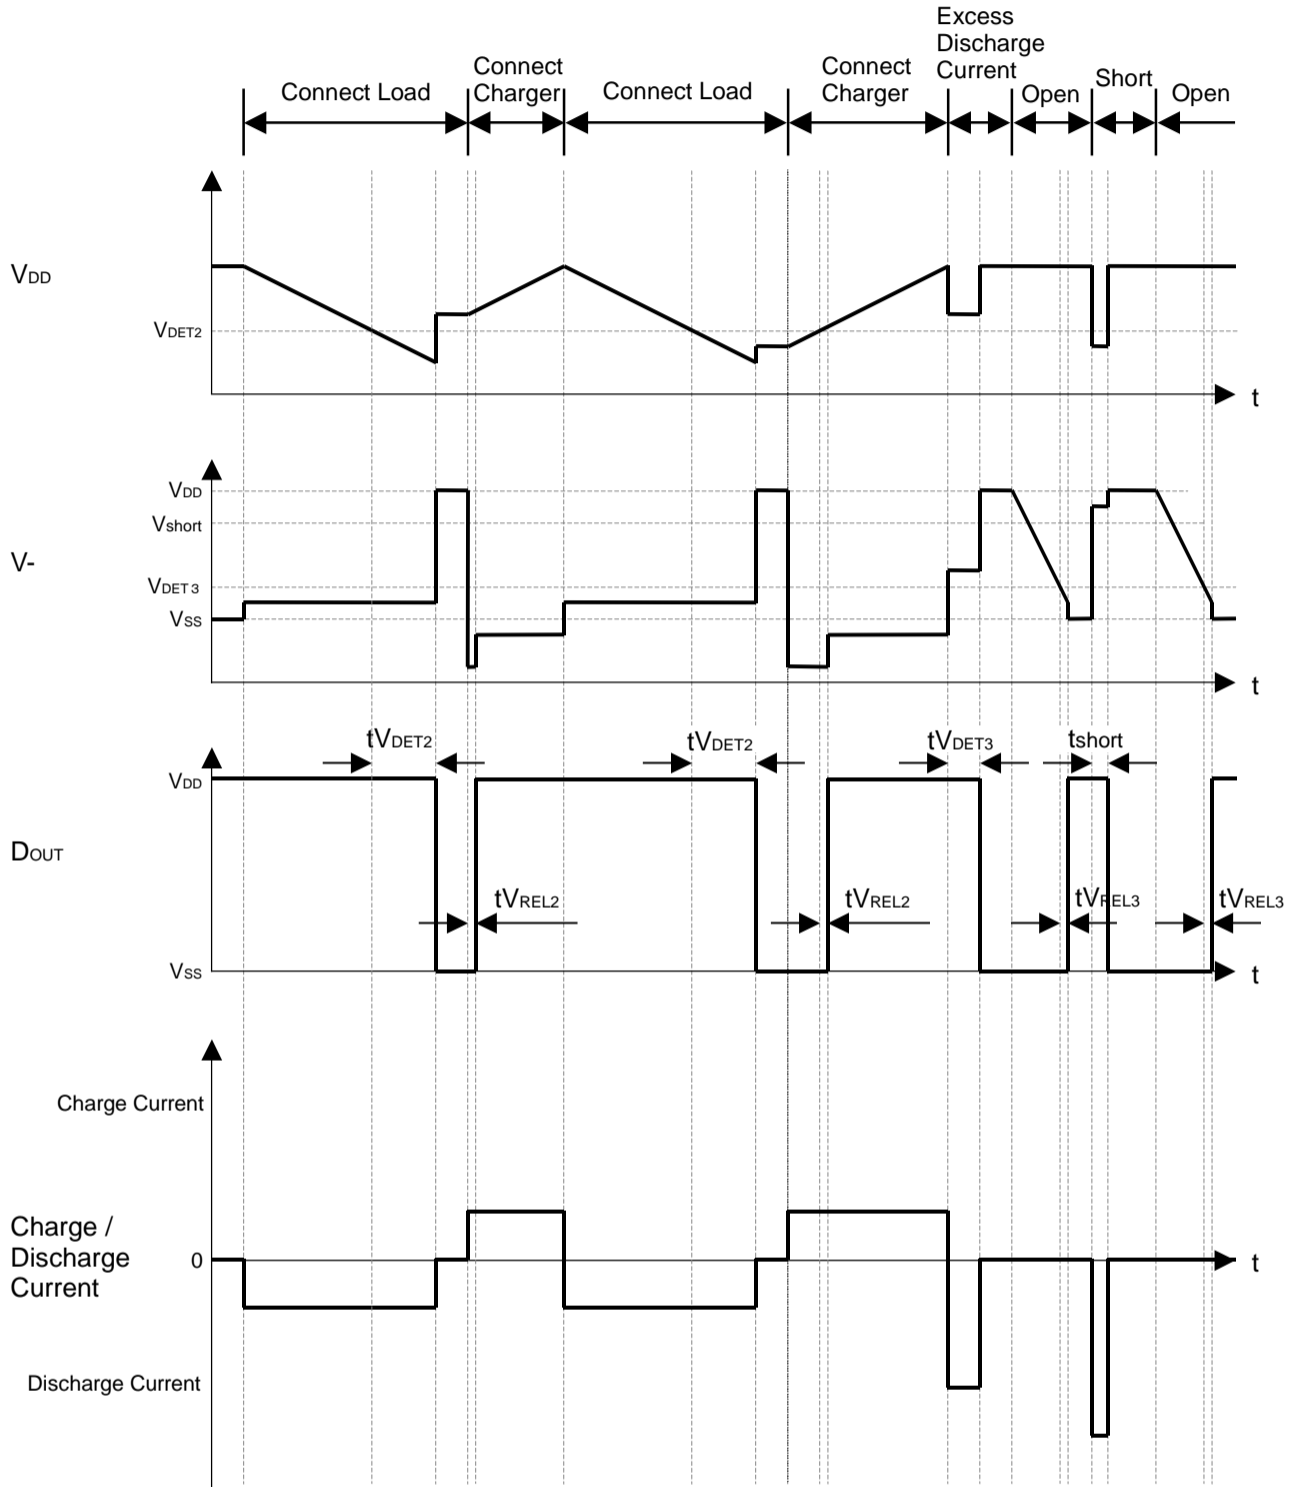 Excess
Discharge
Current
Connect
Charger
Connect
Charger
Connect Load
Connect Load
Open
Short
Open
VDD
VDET2
t
VDD
Vshort
V-
VDET3
VSS
t
tVDET2
tVDET2
tVDET3
tshort
VDD
DOUT
tVREL2
tVREL2
tVREL3
tVREL3
VSS
t
Charge Current
Charge /
Discharge
Current
0
t
Discharge Current